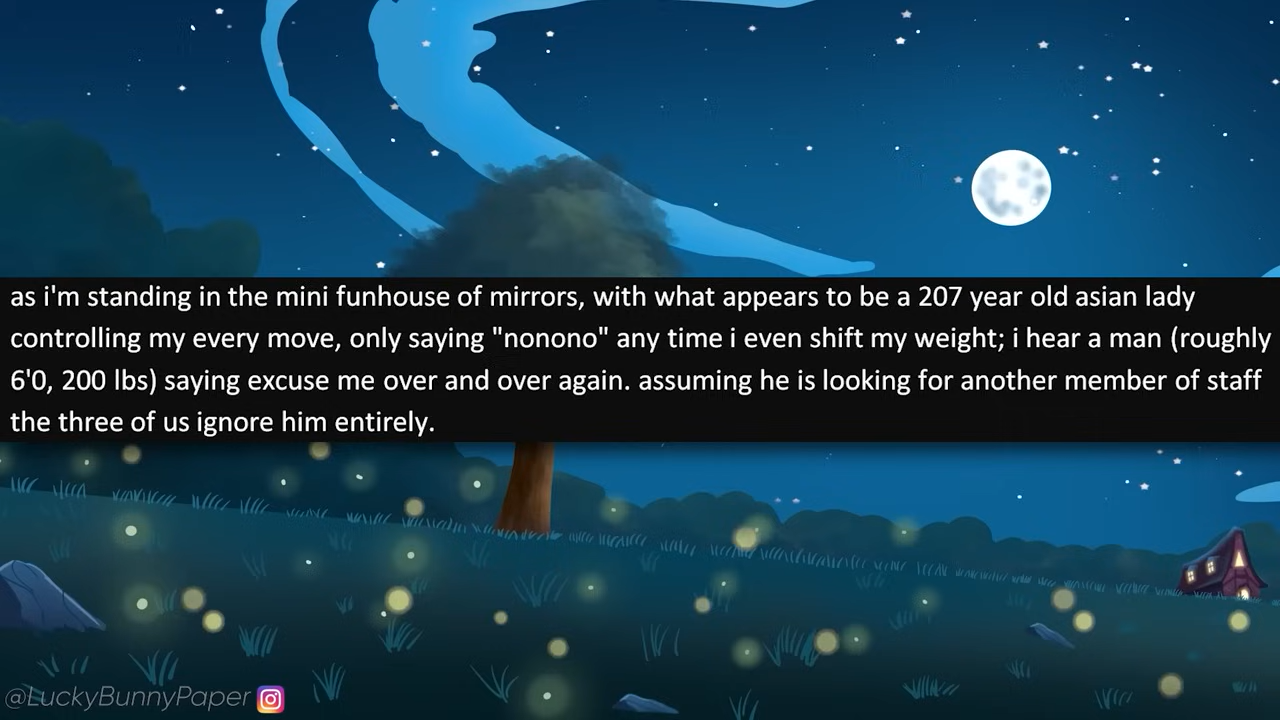 as i'm standing in the mini funhouse of mirrors, with what appears to be a 207 year old asian lady
controlling my every move, only saying "nonono" any time i even shift my weight; i hear a man (roughly
6'0, 200 lbs) saying excuse me over and over again. assuming he is looking for another member of staff
the three of us ignore him entirely.
@LuckyBunnyPaper